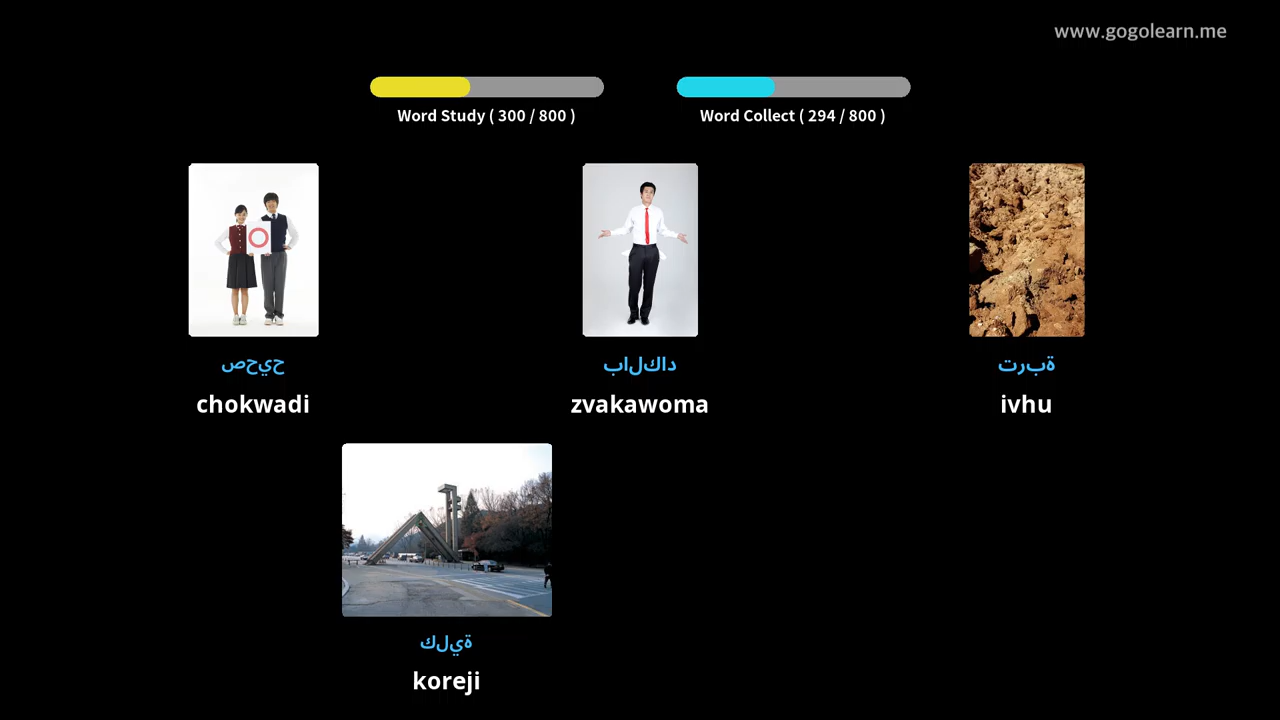 www.gogolearn.me
Word Study ( 300 / 800 )
Word Collect ( 294 / 800 )
صحيح
chokwadi
بالكاد
zvakawoma
تربة
ivhu
كلية
koreji